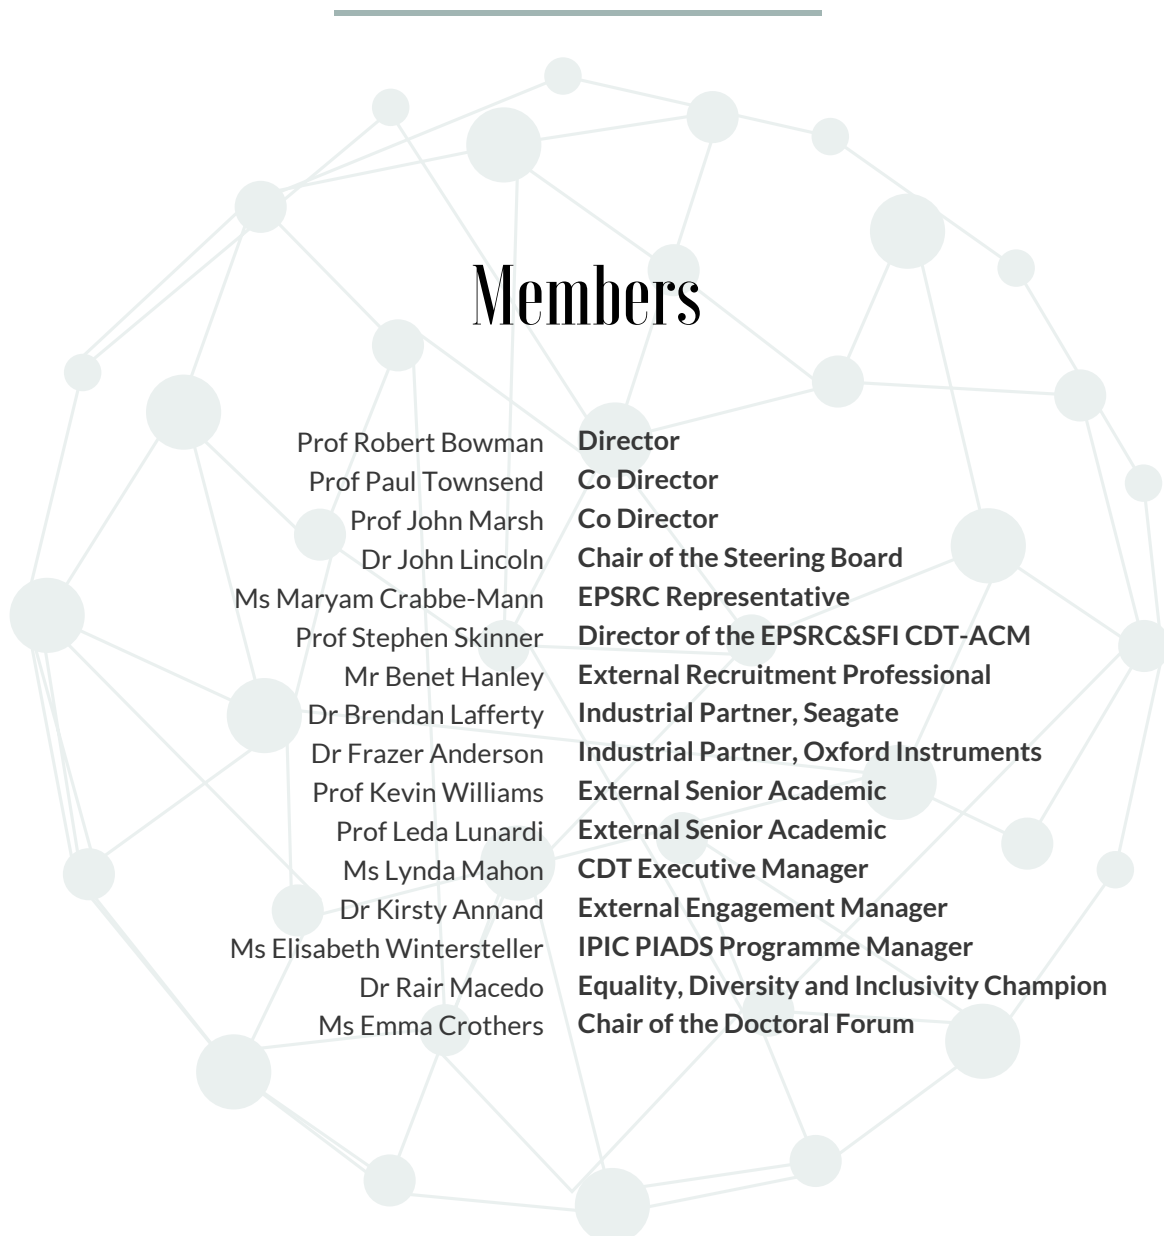 Members
Prof Robert Bowman Director
Prof Paul Townsend Co Director
Prof John Marsh Co Director
Dr John Lincoln Chair of the Steering Board
Ms Maryam Crabbe-Mann EPSRC Representative
Prof Stephen Skinner Director of the EPSRC&SFI CDT-ACM
Mr Benet Hanley External Recruitment Professional
Dr Brendan Lafferty Industrial Partner, Seagate
Dr Frazer Anderson Industrial Partner, Oxford Instruments
Prof Kevin Williams External Senior Academic
Prof Leda Lunardi External Senior Academic
Ms Lynda Mahon CDT Executive Manager
Dr Kirsty Annand External Engagement Manager
Ms Elisabeth Wintersteller IPIC PIADS Programme Manager
Dr Rair Macedo Equality, Diversity and Inclusivity Champion
Ms Emma Crothers Chair of the Doctoral Forum